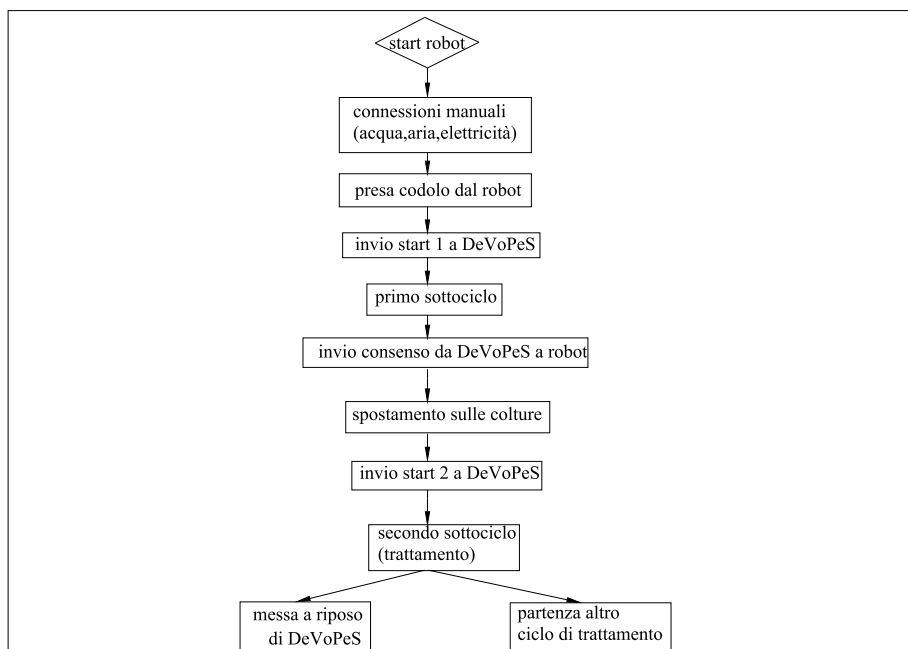 start robot
connessioni manuali
(acqua,aria,elettricità)
presa codolo dal robot
invio start 1 a DeVoPeS
primo sottociclo
invio consenso da DeVoPeS a robot
spostamento sulle colture
invio start 2 a DeVoPeS
secondo sottociclo
(trattamento)
messa a riposo
di DeVoPeS
partenza altro
ciclo di trattamento